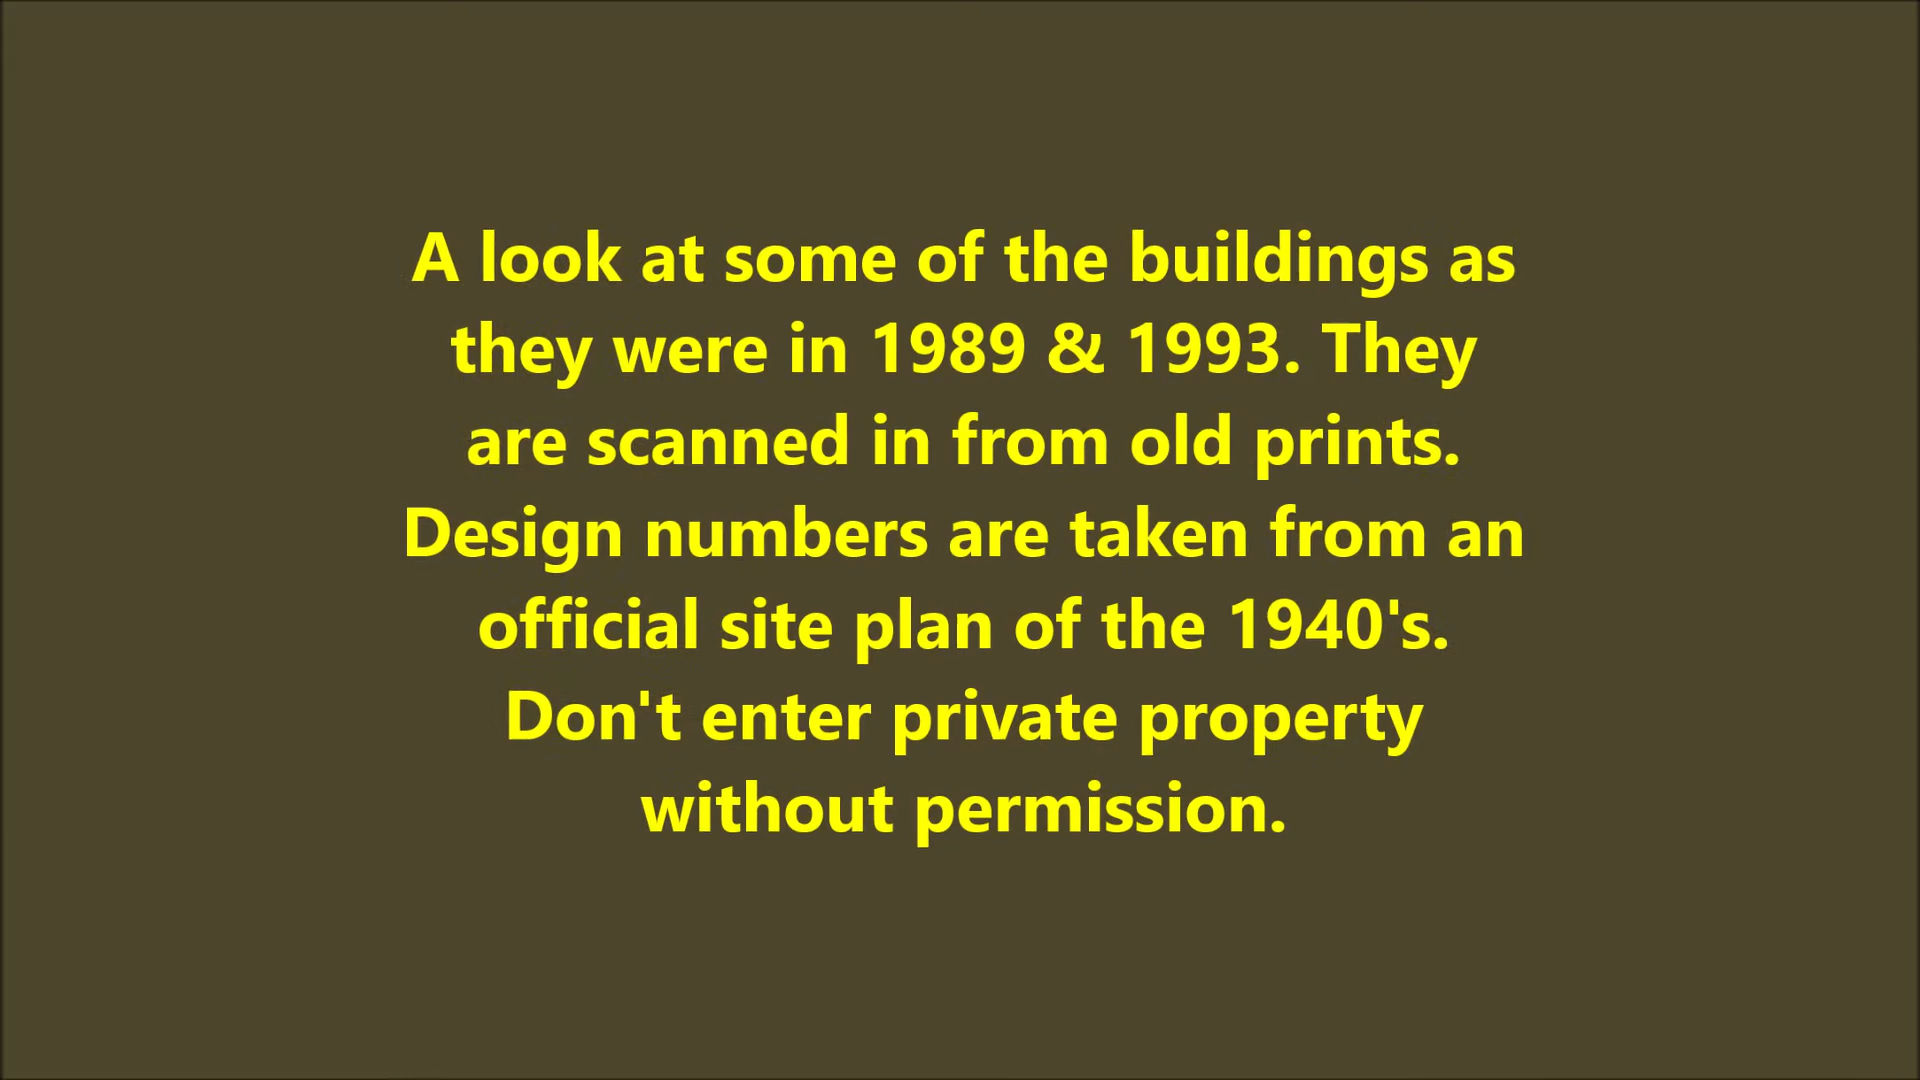 A look at some of the buildings as
they were in 1989 & 1993. They
are scanned in from old prints.
Design numbers are taken from an
official site plan of the 1940's.
Don't enter private property
without permission.